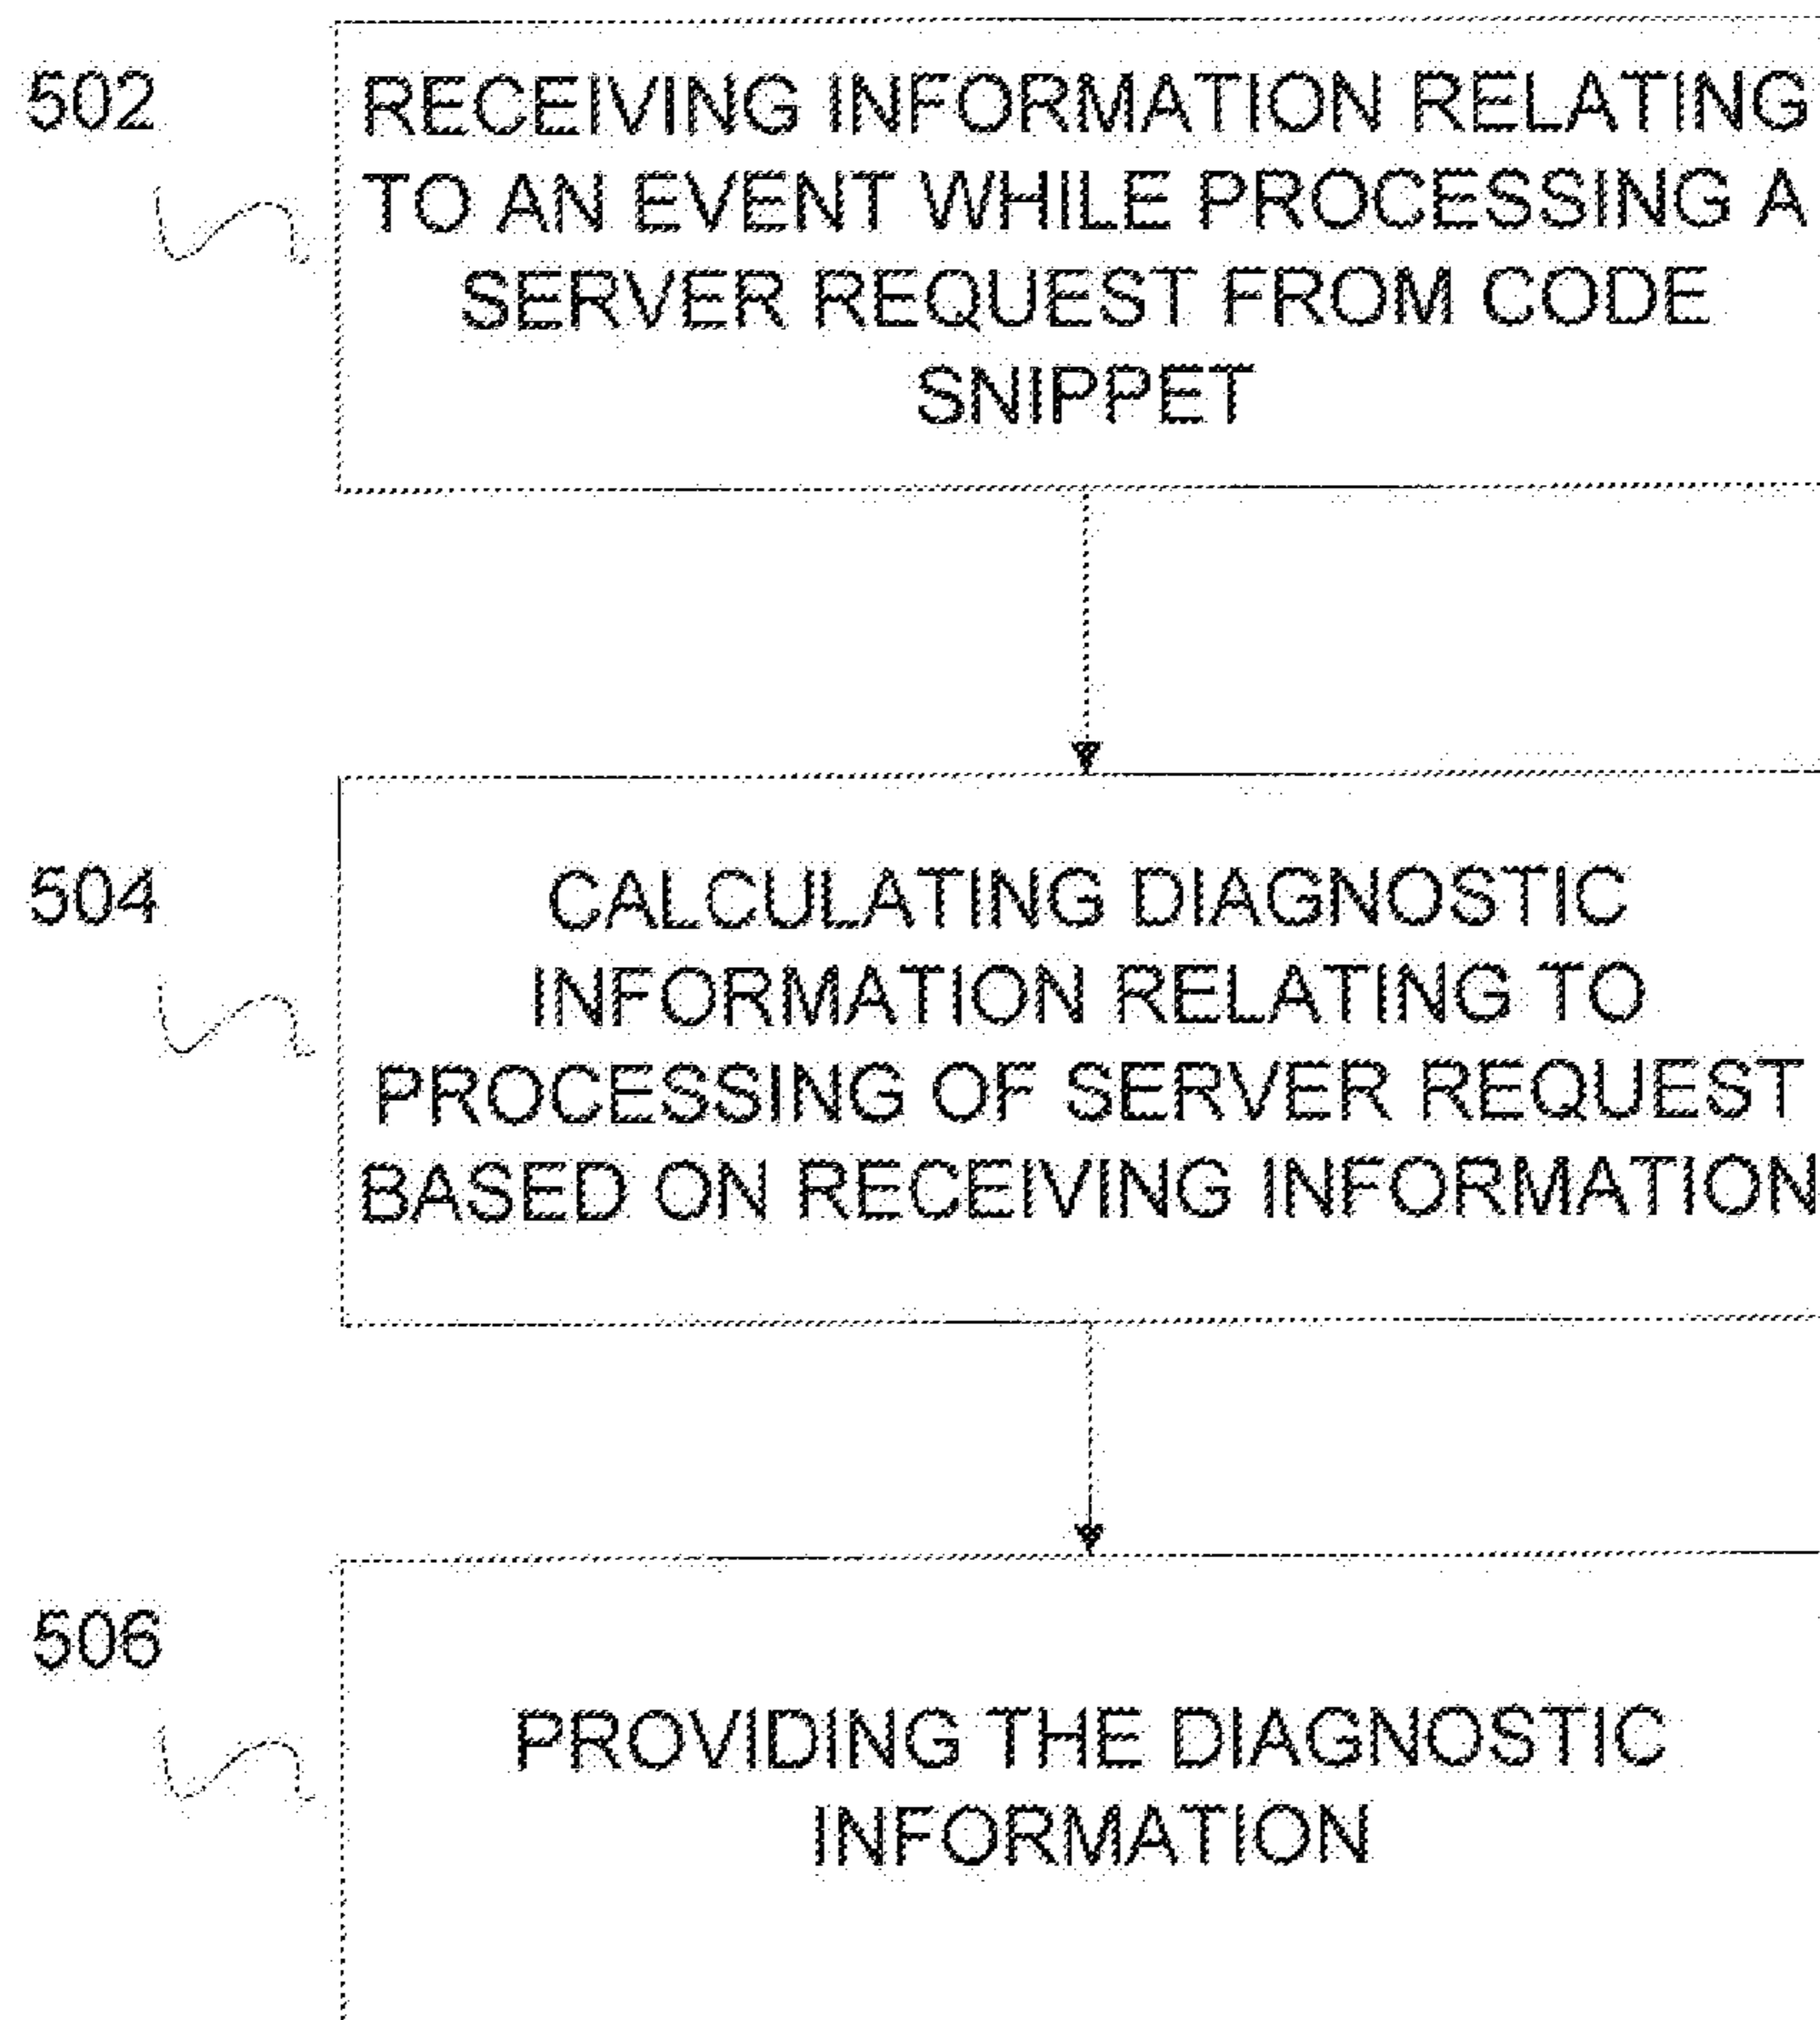 502
RECEIVING INFORMATION RELATING
TO AN EVENT WHILE PROCESSING A
SERVER REQUEST FROM CODE
SNIPPET
504
CALCULATING DIAGNOSTIC
INFORMATION RELATING TO
PROCESSING OF SERVER REQUEST
BASED ON RECEIVING INFORMATION
506
PROVIDING THE DIAGNOSTIC
INFORMATION